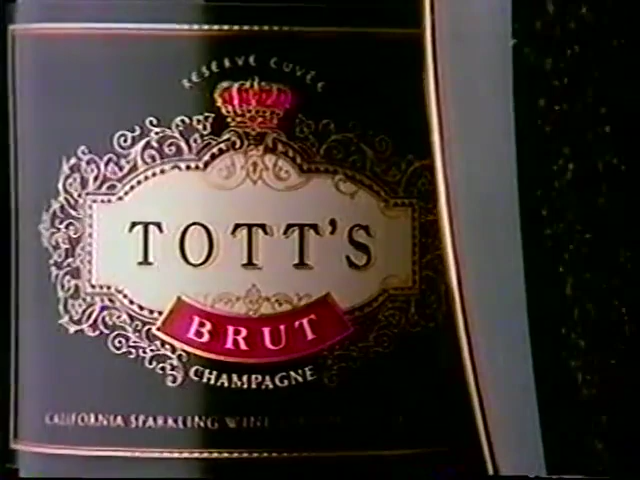 RESERVE CUVÉE
TOTT'S
BRUT
CHAMPAGNE
CALIFORNIA SPARKLING WINE